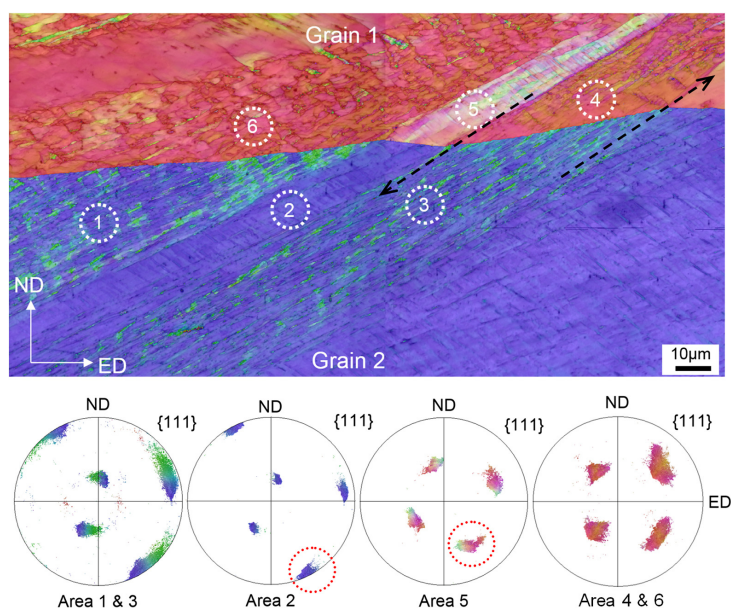 Grain 1
5
4
6
1
2
3
ND
ED
Grain 2
10µm
ND
{111}
ND
{111}
ND
{111}
ND
{111}
ED
Area 1 & 3
Area 2
Area 5
Area 4 & 6